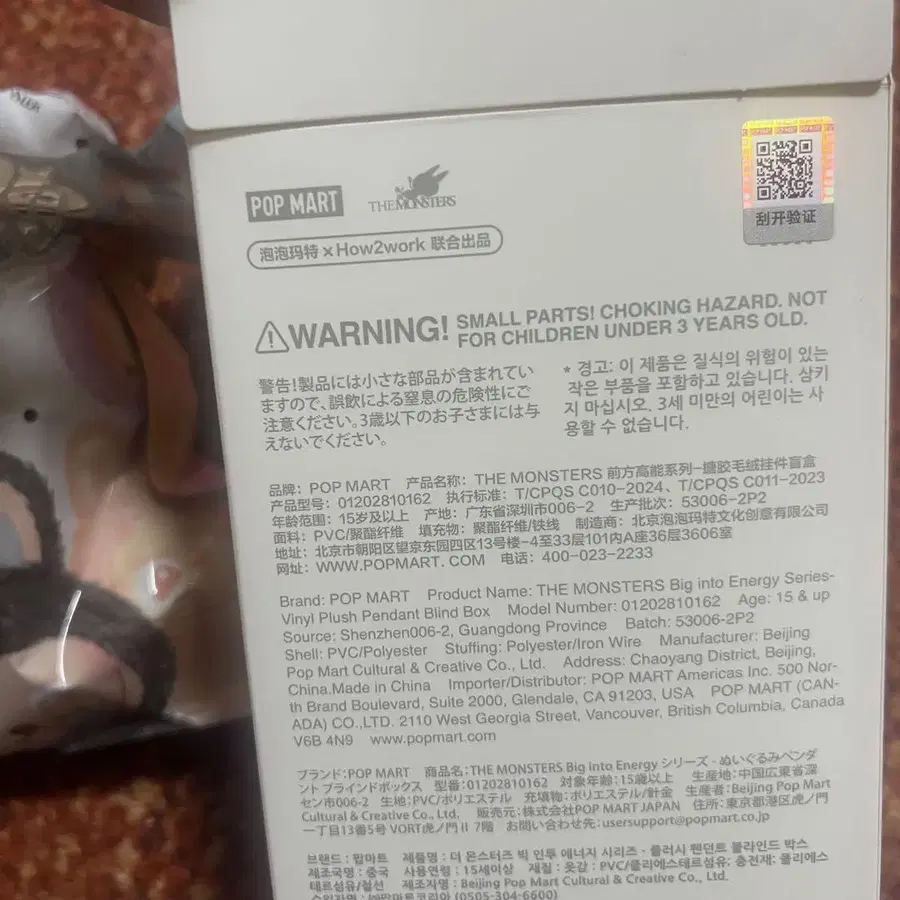 POP MART
THE MONSTERS
刮开验证
泡泡玛特×How2work 联合出品
WARNING! SMALL PARTS! CHOKING HAZARD. NOT
FOR CHILDREN UNDER 3 YEARS OLD.
警告!製品には小さな部品が含まれてい
ますので、誤飲による窒息の危険性にご
注意ください。3歳以下のお子さまには与
えないでください。
* 경고: 이 제품은 질식의 위험이 있는
작은 부품을 포함하고 있습니다. 삼키
지 마십시오. 3세 미만의 어린이는 사
용할 수 없습니다.
品牌: POP MART 产品名称: THE MONSTERS 前方高能系列-搪胶毛绒挂件盲盒
产品型号: 01202810162 执行标准: T/CPQS C010-2024、T/CPQS C011-2023
年龄范围: 15岁及以上 产地: 广东省深圳市006-2 生产批次: 53006-2P2
面料: PVC/聚酯纤维 填充物: 聚酯纤维/铁线 制造商: 北京泡泡玛特文化创意有限公司
地址: 北京市朝阳区望京东园四区13号楼-4至33层101内A座36层3606室
网址: WWW.POPMART.COM 电话: 400-023-2233
Brand: POP MART Product Name: THE MONSTERS Big into Energy Series-
Vinyl Plush Pendant Blind Box Model Number: 01202810162 Age: 15 & up
Source: Shenzhen006-2, Guangdong Province Batch: 53006-2P2
Shell: PVC/Polyester Stuffing: Polyester/Iron Wire Manufacturer: Beijing
Pop Mart Cultural & Creative Co., Ltd. Address: Chaoyang District, Beijing,
China.Made in China Importer/Distributor: POP MART Americas Inc. 500 Nor-
th Brand Boulevard, Suite 2000, Glendale, CA 91203, USA POP MART (CAN-
ADA) CO.,LTD. 2110 West Georgia Street, Vancouver, British Columbia, Canada
V6B 4N9 www.popmart.com
ブランド:POP MART 商品名:THE MONSTERS Big Into Energy シリーズ - ぬいぐるみペンダ
ント ブラインドボックス 型番:01202810162 対象年齢:15歳以上 生産地:中国広東省深
セン市006-2 生地:PVC/ポリエステル 充填物:ポリエステル/針金 生産者:Beijing Pop Mart
Cultural & Creative Co., Ltd. 販売元:株式会社POP MART JAPAN 住所:東京都港区虎ノ門
一丁目13番5号 VORT虎ノ門 II 7階 お問い合わせ先:usersupport@popmart.co.jp
브랜드 : 팝마트 제품명 : 더 몬스터즈 빅 인투 에너지 시리즈 - 플러시 펜던트 블라인드 박스
제조국명 : 중국 사용연령 : 15세이상 재질 : 옷감 : PVC/폴리에스테르섬유; 충전재: 폴리에스
테르섬유/철선 제조자명 : Beijing Pop Mart Cultural & Creative Co., Ltd.
(0505-304-6600)